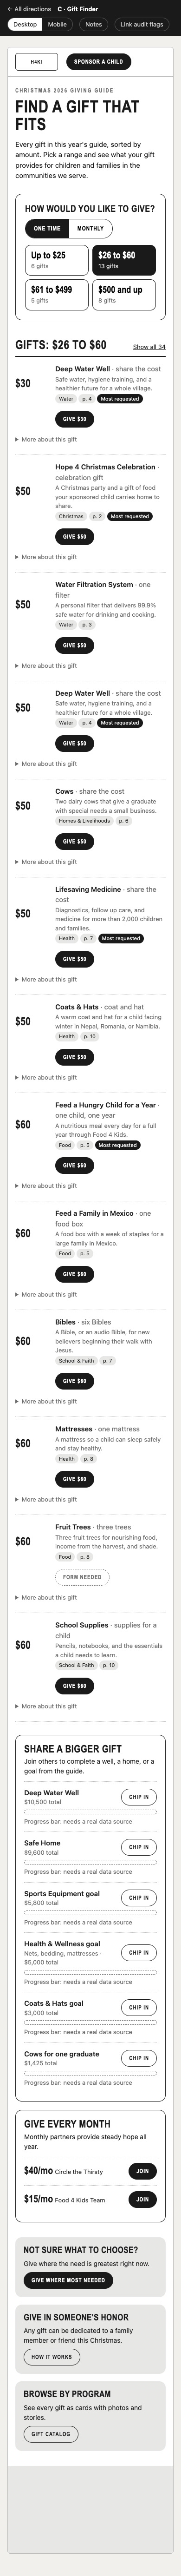 ← All directions C · Gift Finder
Desktop Mobile Notes Link audit flags
H4KI
SPONSOR A CHILD
CHRISTMAS 2026 GIVING GUIDE
FIND A GIFT THAT
FITS
Every gift in this year's guide, sorted by
amount. Pick a range and see what your gift
provides for children and families in the
communities we serve.
HOW WOULD YOU LIKE TO GIVE?
ONE TIME MONTHLY
Up to $25
6 gifts
$26 to $60
13 gifts
$61 to $499
5 gifts
$500 and up
8 gifts
GIFTS: $26 TO $60
Show all 34
$30
Deep Water Well · share the cost
Safe water, hygiene training, and a
healthier future for a whole village.
Water p. 4 Most requested
GIVE $30
▶ More about this gift
$50
Hope 4 Christmas Celebration ·
celebration gift
A Christmas party and a gift of food
your sponsored child carries home to
share.
Christmas p. 2 Most requested
GIVE $50
▶ More about this gift
$50
Water Filtration System · one
filter
A personal filter that delivers 99.9%
safe water for drinking and cooking.
Water p. 3
GIVE $50
▶ More about this gift
$50
Deep Water Well · share the cost
Safe water, hygiene training, and a
healthier future for a whole village.
Water p. 4 Most requested
GIVE $50
▶ More about this gift
$50
Cows · share the cost
Two dairy cows that give a graduate
with special needs a small business.
Homes & Livelihoods p. 6
GIVE $50
▶ More about this gift
$50
Lifesaving Medicine · share the
cost
Diagnostics, follow up care, and
medicine for more than 2,000 children
and families.
Health p. 7 Most requested
GIVE $50
▶ More about this gift
$50
Coats & Hats · coat and hat
A warm coat and hat for a child facing
winter in Nepal, Romania, or Namibia.
Health p. 10
GIVE $50
▶ More about this gift
$60
Feed a Hungry Child for a Year ·
one child, one year
A nutritious meal every day for a full
year through Food 4 Kids.
Food p. 5 Most requested
GIVE $60
▶ More about this gift
$60
Feed a Family in Mexico · one
food box
A food box with a week of staples for a
large family in Mexico.
Food p. 5
GIVE $60
▶ More about this gift
$60
Bibles · six Bibles
A Bible, or an audio Bible, for new
believers beginning their walk with
Jesus.
School & Faith p. 7
GIVE $60
▶ More about this gift
$60
Mattresses · one mattress
A mattress so a child can sleep safely
and stay healthy.
Health p. 8
GIVE $60
▶ More about this gift
$60
Fruit Trees · three trees
Three fruit trees for nourishing food,
income from the harvest, and shade.
Food p. 8
FORM NEEDED
▶ More about this gift
$60
School Supplies · supplies for a
child
Pencils, notebooks, and the essentials
a child needs to learn.
School & Faith p. 10
GIVE $60
▶ More about this gift
SHARE A BIGGER GIFT
Join others to complete a well, a home, or a
goal from the guide.
Deep Water Well
$10,500 total
CHIP IN
Progress bar: needs a real data source
Safe Home
$9,600 total
CHIP IN
Progress bar: needs a real data source
Sports Equipment goal
$5,800 total
CHIP IN
Progress bar: needs a real data source
Health & Wellness goal
Nets, bedding, mattresses ·
$5,000 total
CHIP IN
Progress bar: needs a real data source
Coats & Hats goal
$3,000 total
CHIP IN
Progress bar: needs a real data source
Cows for one graduate
$1,425 total
CHIP IN
Progress bar: needs a real data source
GIVE EVERY MONTH
Monthly partners provide steady hope all
year.
$40/mo Circle the Thirsty JOIN
$15/mo Food 4 Kids Team JOIN
NOT SURE WHAT TO CHOOSE?
Give where the need is greatest right now.
GIVE WHERE MOST NEEDED
GIVE IN SOMEONE'S HONOR
Any gift can be dedicated to a family
member or friend this Christmas.
HOW IT WORKS
BROWSE BY PROGRAM
See every gift as cards with photos and
stories.
GIFT CATALOG